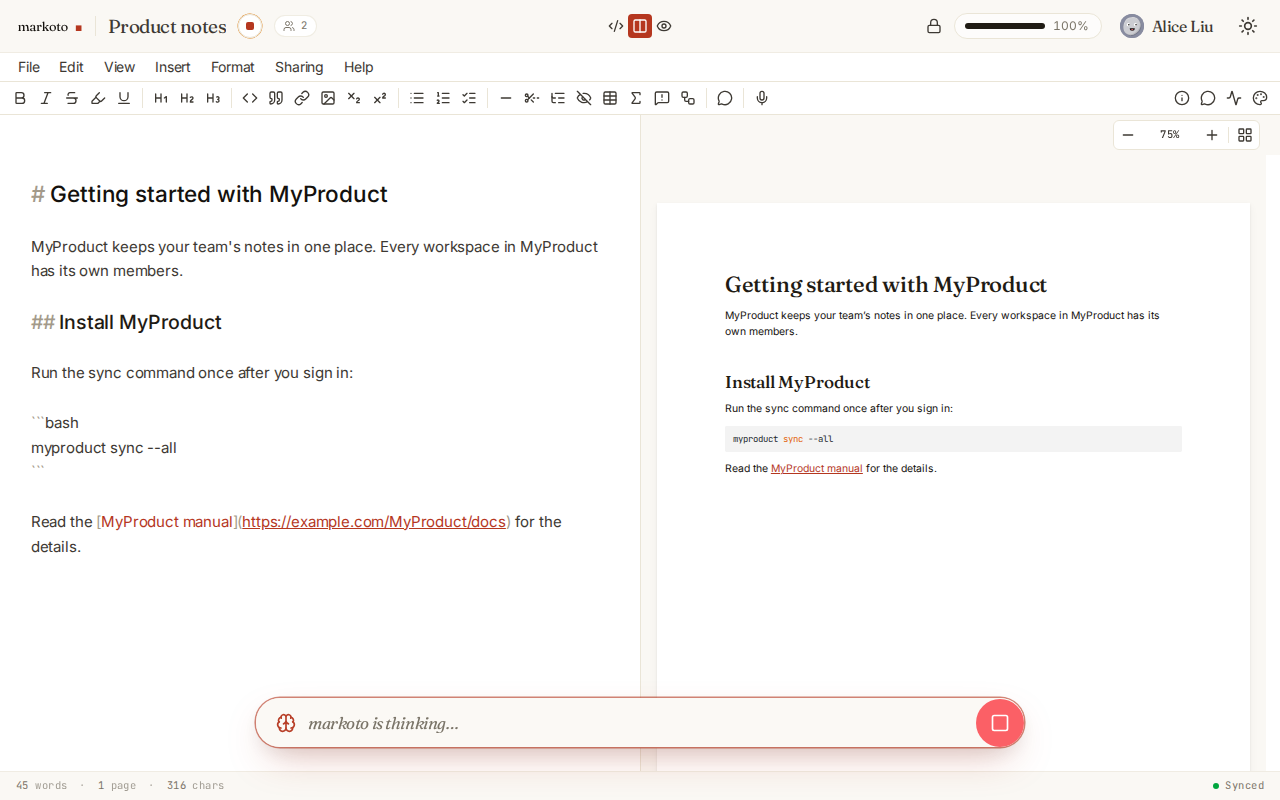 markoto
Product notes
2
100%
Alice Liu
File Edit View Insert Format Sharing Help
H1 H2 H3
75%
# Getting started with MyProduct
MyProduct keeps your team's notes in one place. Every workspace in MyProduct
has its own members.
## Install MyProduct
Run the sync command once after you sign in:
```bash
myproduct sync --all
```
Read the [MyProduct manual](https://example.com/MyProduct/docs) for the
details.
Getting started with MyProduct
MyProduct keeps your team's notes in one place. Every workspace in MyProduct has its
own members.
Install MyProduct
Run the sync command once after you sign in:
myproduct sync --all
Read the MyProduct manual for the details.
markoto is thinking...
45 words · 1 page · 316 chars
Synced